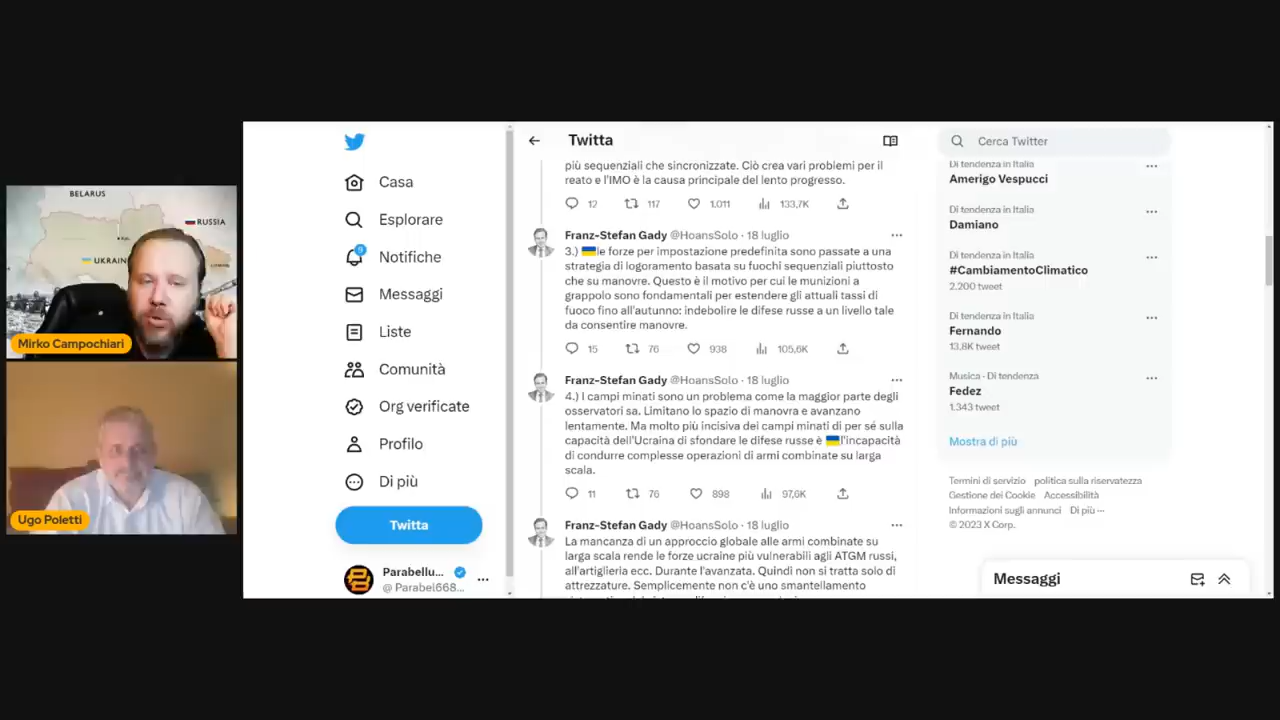 BELARUS
RUSSIA
UKRAIN
Mirko Campochiari
Ugo Poletti
Casa
Esplorare
Notifiche
Messaggi
Liste
Comunità
Org verificate
Profilo
Di più
Twitta
Parabellu...
@Parabel668...
Twitta
più sequenziali che sincronizzate. Ciò crea vari problemi per il
reato e l'IMO è la causa principale del lento progresso.
12 117 1.011 133,7K
Franz-Stefan Gady @HoansSolo · 18 luglio
3.) 🇺🇦le forze per impostazione predefinita sono passate a una
strategia di logoramento basata su fuochi sequenziali piuttosto
che su manovre. Questo è il motivo per cui le munizioni a
grappolo sono fondamentali per estendere gli attuali tassi di
fuoco fino all'autunno: indebolire le difese russe a un livello tale
da consentire manovre.
15 76 938 105,6K
Franz-Stefan Gady @HoansSolo · 18 luglio
4.) I campi minati sono un problema come la maggior parte degli
osservatori sa. Limitano lo spazio di manovra e avanzano
lentamente. Ma molto più incisiva dei campi minati di per sé sulla
capacità dell'Ucraina di sfondare le difese russe è 🇺🇦l'incapacità
di condurre complesse operazioni di armi combinate su larga
scala.
11 76 898 97,6K
Franz-Stefan Gady @HoansSolo · 18 luglio
La mancanza di un approccio globale alle armi combinate su
larga scala rende le forze ucraine più vulnerabili agli ATGM russi,
all'artiglieria ecc. Durante l'avanzata. Quindi non si tratta solo di
attrezzature. Semplicemente non c'è uno smantellamento
Cerca Twitter
Di tendenza in Italia
Amerigo Vespucci
Di tendenza in Italia
Damiano
Di tendenza in Italia
#CambiamentoClimatico
2.200 tweet
Di tendenza in Italia
Fernando
13,8K tweet
Musica · Di tendenza
Fedez
1.343 tweet
Mostra di più
Termini di servizio politica sulla riservatezza
Gestione dei Cookie Accessibilità
Informazioni sugli annunci Di più ···
© 2023 X Corp.
Messaggi